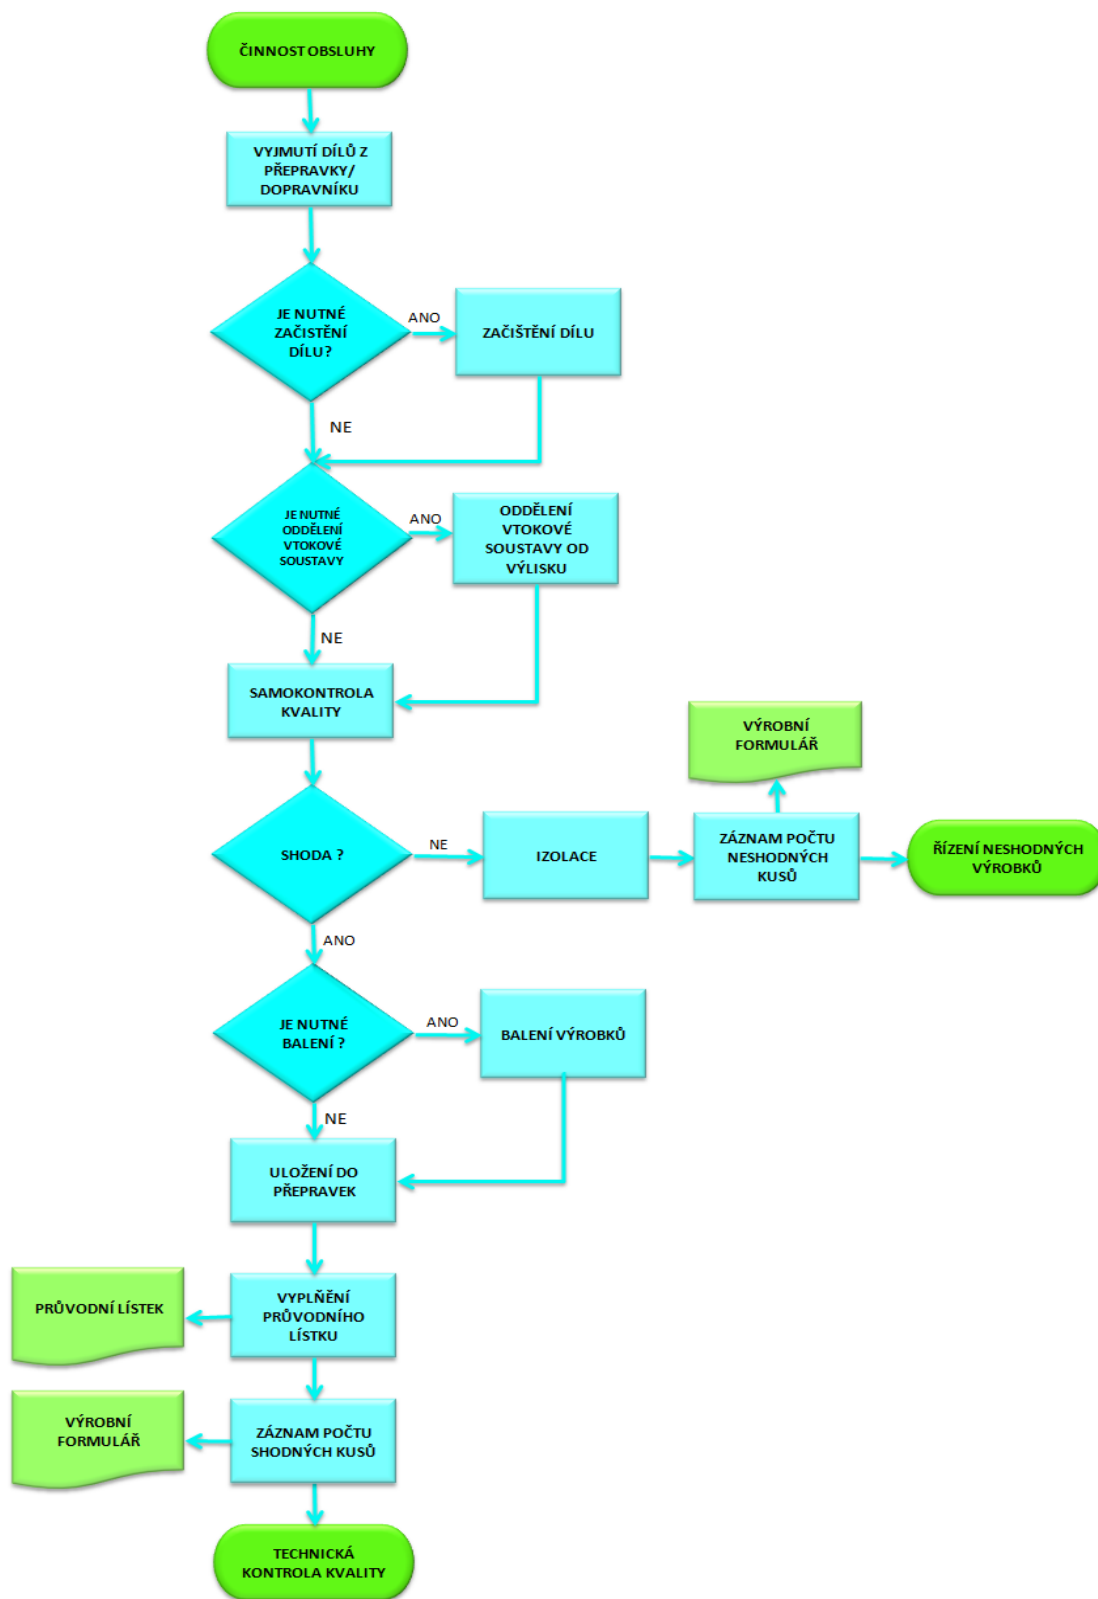 ČINNOST OBSLUHY
VYJMUTÍ DÍLŮ Z
PŘEPRAVKY/
DOPRAVNÍKU
JE NUTNÉ
ZAČISTĚNÍ
DÍLU?
ANO
ZAČIŠTĚNÍ DÍLU
NE
JE NUTNÉ
ODDĚLENÍ
VTOKOVÉ
SOUSTAVY
ANO
ODDĚLENÍ
VTOKOVÉ
SOUSTAVY OD
VÝLISKU
NE
SAMOKONTROLA
KVALITY
VÝROBNÍ
FORMULÁŘ
SHODA ?
NE
IZOLACE
ZÁZNAM POČTU
NESHODNÝCH
KUSŮ
ŘÍZENÍ NESHODNÝCH
VÝROBKŮ
ANO
JE NUTNÉ
BALENÍ ?
ANO
BALENÍ VÝROBKŮ
NE
ULOŽENÍ DO
PŘEPRAVEK
PRŮVODNÍ LÍSTEK
VYPLŇĚNÍ
PRŮVODNÍHO
LÍSTKU
VÝROBNÍ
FORMULÁŘ
ZÁZNAM POČTU
SHODNÝCH KUSŮ
TECHNICKÁ
KONTROLA KVALITY